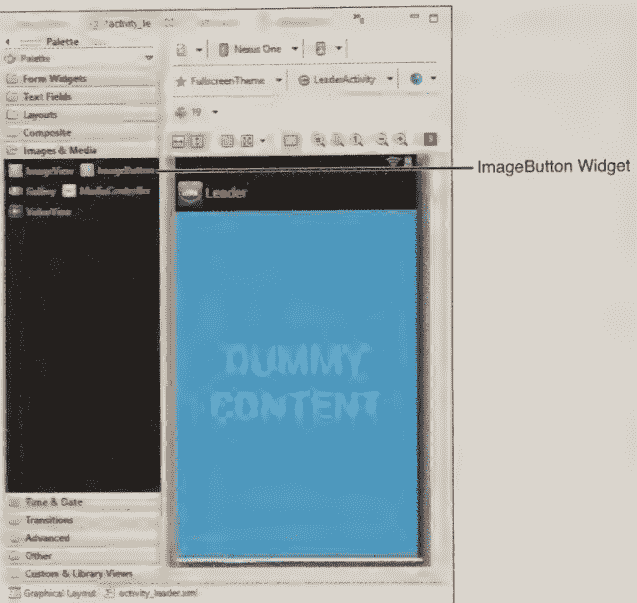 *activity_le
Palette
Palette
Form Widgets
Text Fields
Layouts
Composite
Images & Media
ImageView ImageButton
Gallery MediaController
VideoView
Time & Date
Transitions
Advanced
Other
Custom & Library Views
Graphical Layout activity_leader.xml
Nexus One
FullscreenTheme LeaderActivity
19
Leader
DUMMY
CONTENT
ImageButton Widget